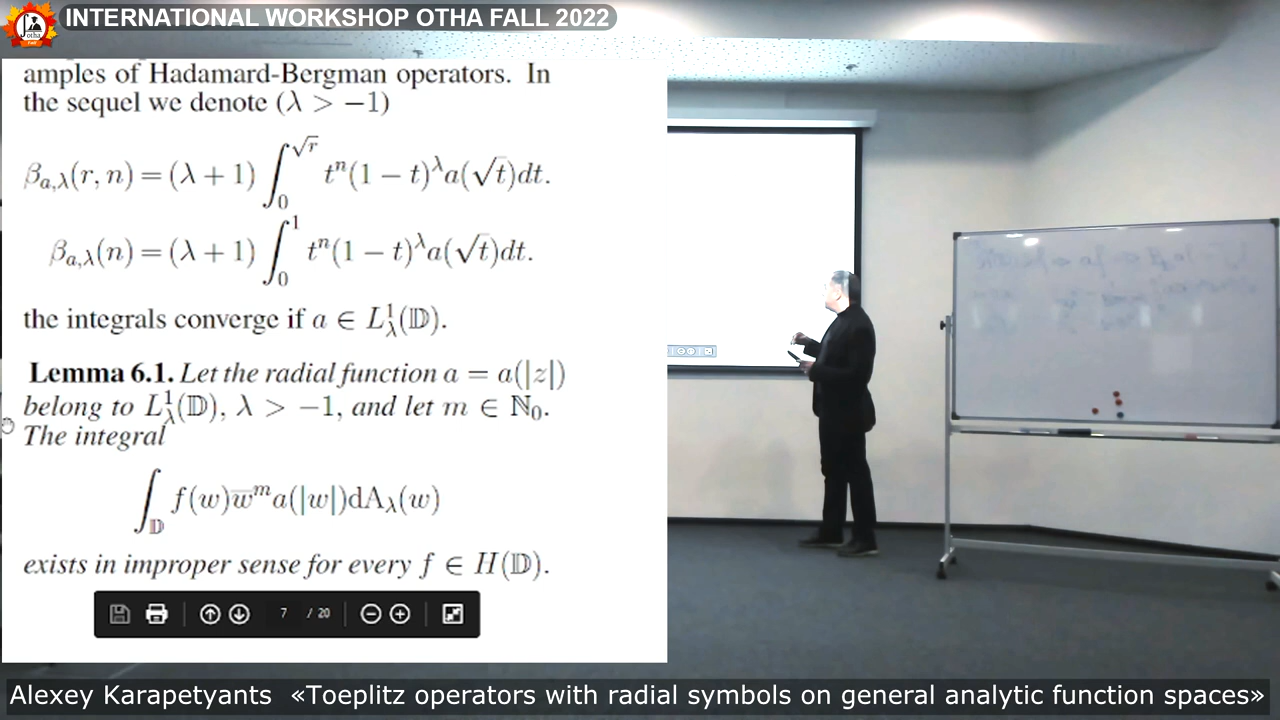 INTERNATIONAL WORKSHOP OTHA FALL 2022
otha
amples of Hadamard-Bergman operators. In
the sequel we denote (λ > −1)
β_{a,λ}(r, n) = (λ + 1) ∫_0^{√r} t^n(1 − t)^λ a(√t)dt.
β_{a,λ}(n) = (λ + 1) ∫_0^1 t^n(1 − t)^λ a(√t)dt.
the integrals converge if a ∈ L^1_λ(𝔻).
Lemma 6.1. Let the radial function a = a(|z|)
belong to L^1_λ(𝔻), λ > −1, and let m ∈ ℕ_0.
The integral
∫_𝔻 f(w)w̅^m a(|w|)dA_λ(w)
exists in improper sense for every f ∈ H(𝔻).
7 / 20
Alexey Karapetyants «Toeplitz operators with radial symbols on general analytic function spaces»